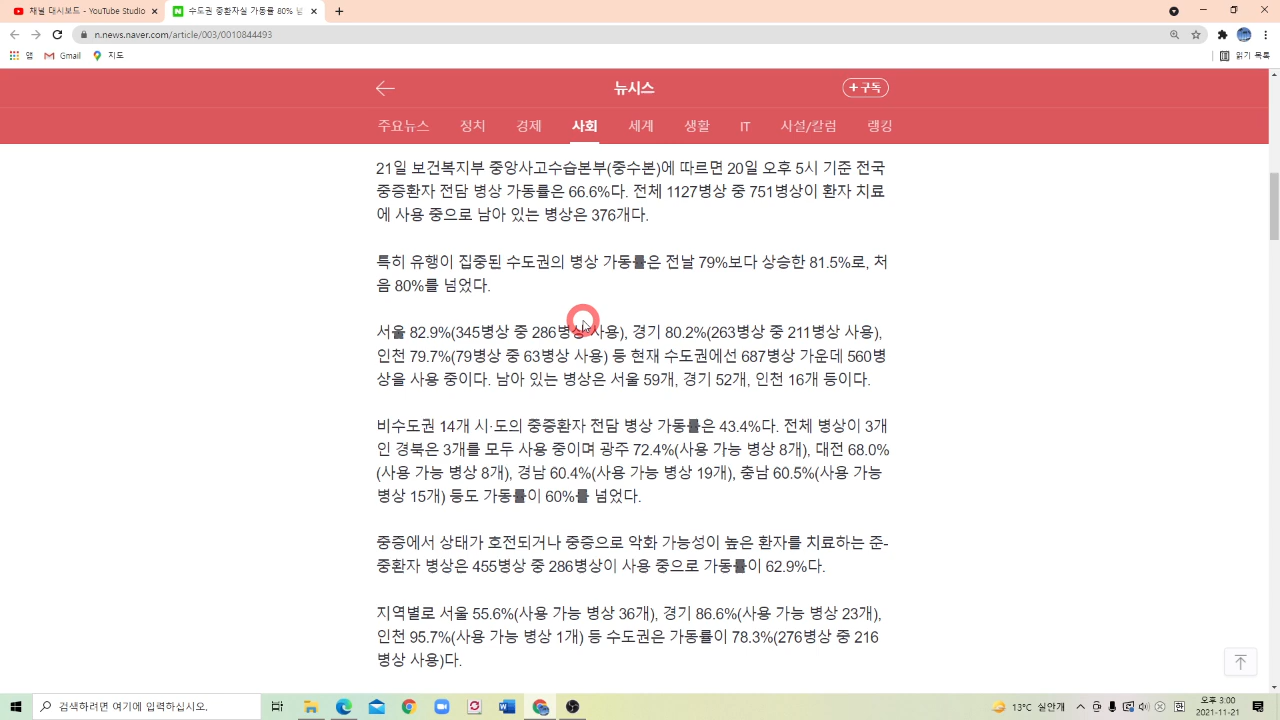 채널 대시보드 - YouTube Studio
수도권 중환자실 가동률 80% 넘
n.news.naver.com/article/003/0010844493
앱 Gmail 지도 읽기 목록
뉴시스 + 구독
주요뉴스 정치 경제 사회 세계 생활 IT 사설/칼럼 랭킹
21일 보건복지부 중앙사고수습본부(중수본)에 따르면 20일 오후 5시 기준 전국
중증환자 전담 병상 가동률은 66.6%다. 전체 1127병상 중 751병상이 환자 치료
에 사용 중으로 남아 있는 병상은 376개다.
특히 유행이 집중된 수도권의 병상 가동률은 전날 79%보다 상승한 81.5%로, 처
음 80%를 넘었다.
서울 82.9%(345병상 중 286병상 사용), 경기 80.2%(263병상 중 211병상 사용),
인천 79.7%(79병상 중 63병상 사용) 등 현재 수도권에선 687병상 가운데 560병
상을 사용 중이다. 남아 있는 병상은 서울 59개, 경기 52개, 인천 16개 등이다.
비수도권 14개 시·도의 중증환자 전담 병상 가동률은 43.4%다. 전체 병상이 3개
인 경북은 3개를 모두 사용 중이며 광주 72.4%(사용 가능 병상 8개), 대전 68.0%
(사용 가능 병상 8개), 경남 60.4%(사용 가능 병상 19개), 충남 60.5%(사용 가능
병상 15개) 등도 가동률이 60%를 넘었다.
중증에서 상태가 호전되거나 중증으로 악화 가능성이 높은 환자를 치료하는 준-
중환자 병상은 455병상 중 286병상이 사용 중으로 가동률이 62.9%다.
지역별로 서울 55.6%(사용 가능 병상 36개), 경기 86.6%(사용 가능 병상 23개),
인천 95.7%(사용 가능 병상 1개) 등 수도권은 가동률이 78.3%(276병상 중 216
병상 사용)다.
검색하려면 여기에 입력하십시오.
13°C 실안개
오후 3:00
2021-11-21